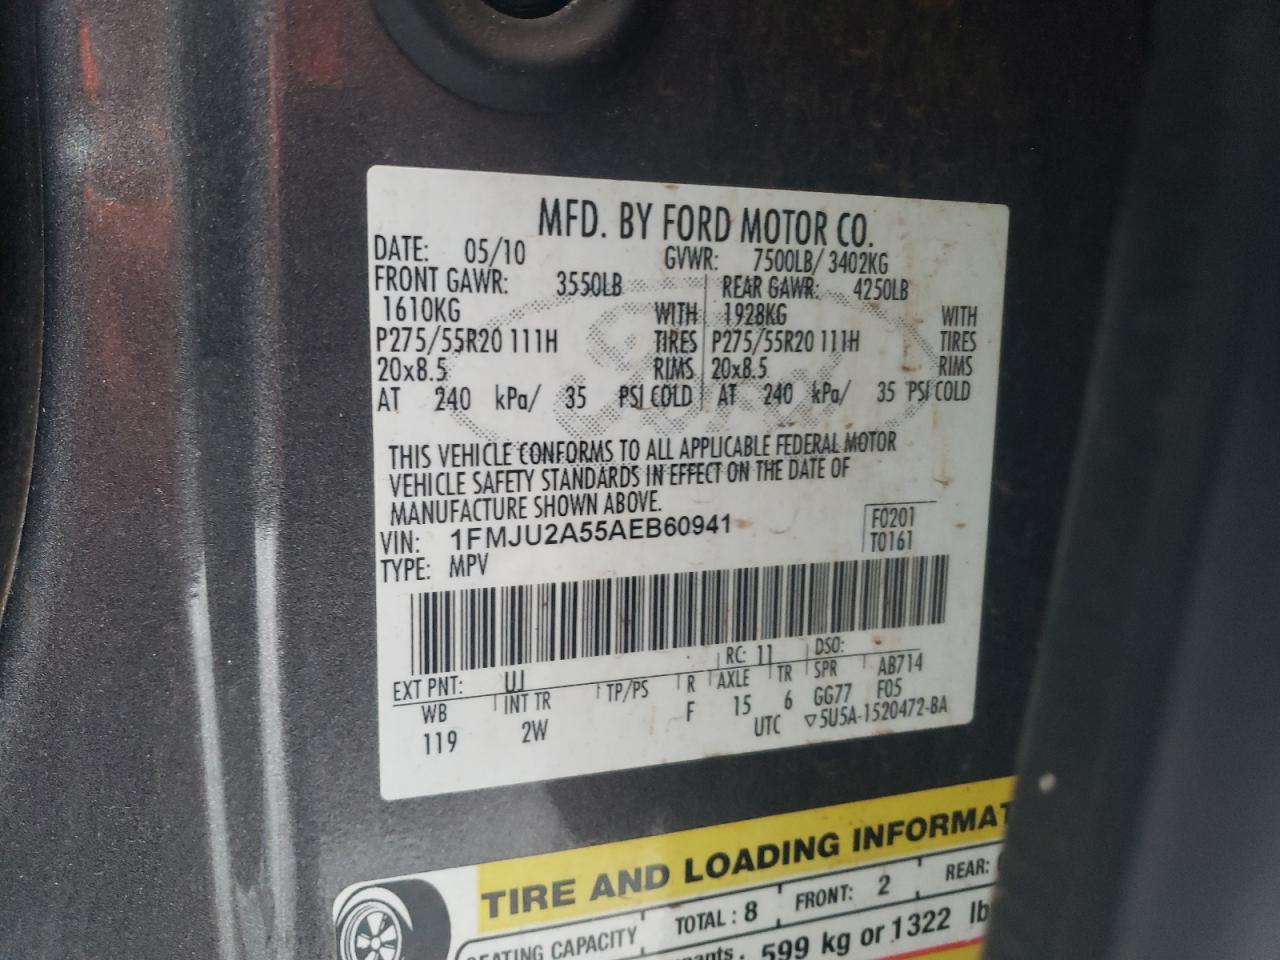 MFD. BY FORD MOTOR CO.
DATE: 05/10 GVWR: 7500LB/ 3402KG
FRONT GAWR: 3550LB REAR GAWR: 4250LB
1610KG WITH 1928KG WITH
P275/55R20 111H TIRES P275/55R20 111H TIRES
20x8.5 RIMS 20x8.5 RIMS
AT 240 kPa/ 35 PSI COLD AT 240 kPa/ 35 PSI COLD
THIS VEHICLE CONFORMS TO ALL APPLICABLE FEDERAL MOTOR
VEHICLE SAFETY STANDARDS IN EFFECT ON THE DATE OF
MANUFACTURE SHOWN ABOVE.
VIN: 1FMJU2A55AEB60941 F0201
TYPE: MPV T0161
EXT PNT: UJ RC: 11 DSO:
WB INT TR TP/PS R AXLE TR SPR AB714
119 2W F 15 6 GG77 F05
UTC ▽5U5A-1520472-BA
TIRE AND LOADING INFORMAT
SEATING CAPACITY TOTAL : 8 FRONT: 2 REAR:
599 kg or 1322 lb